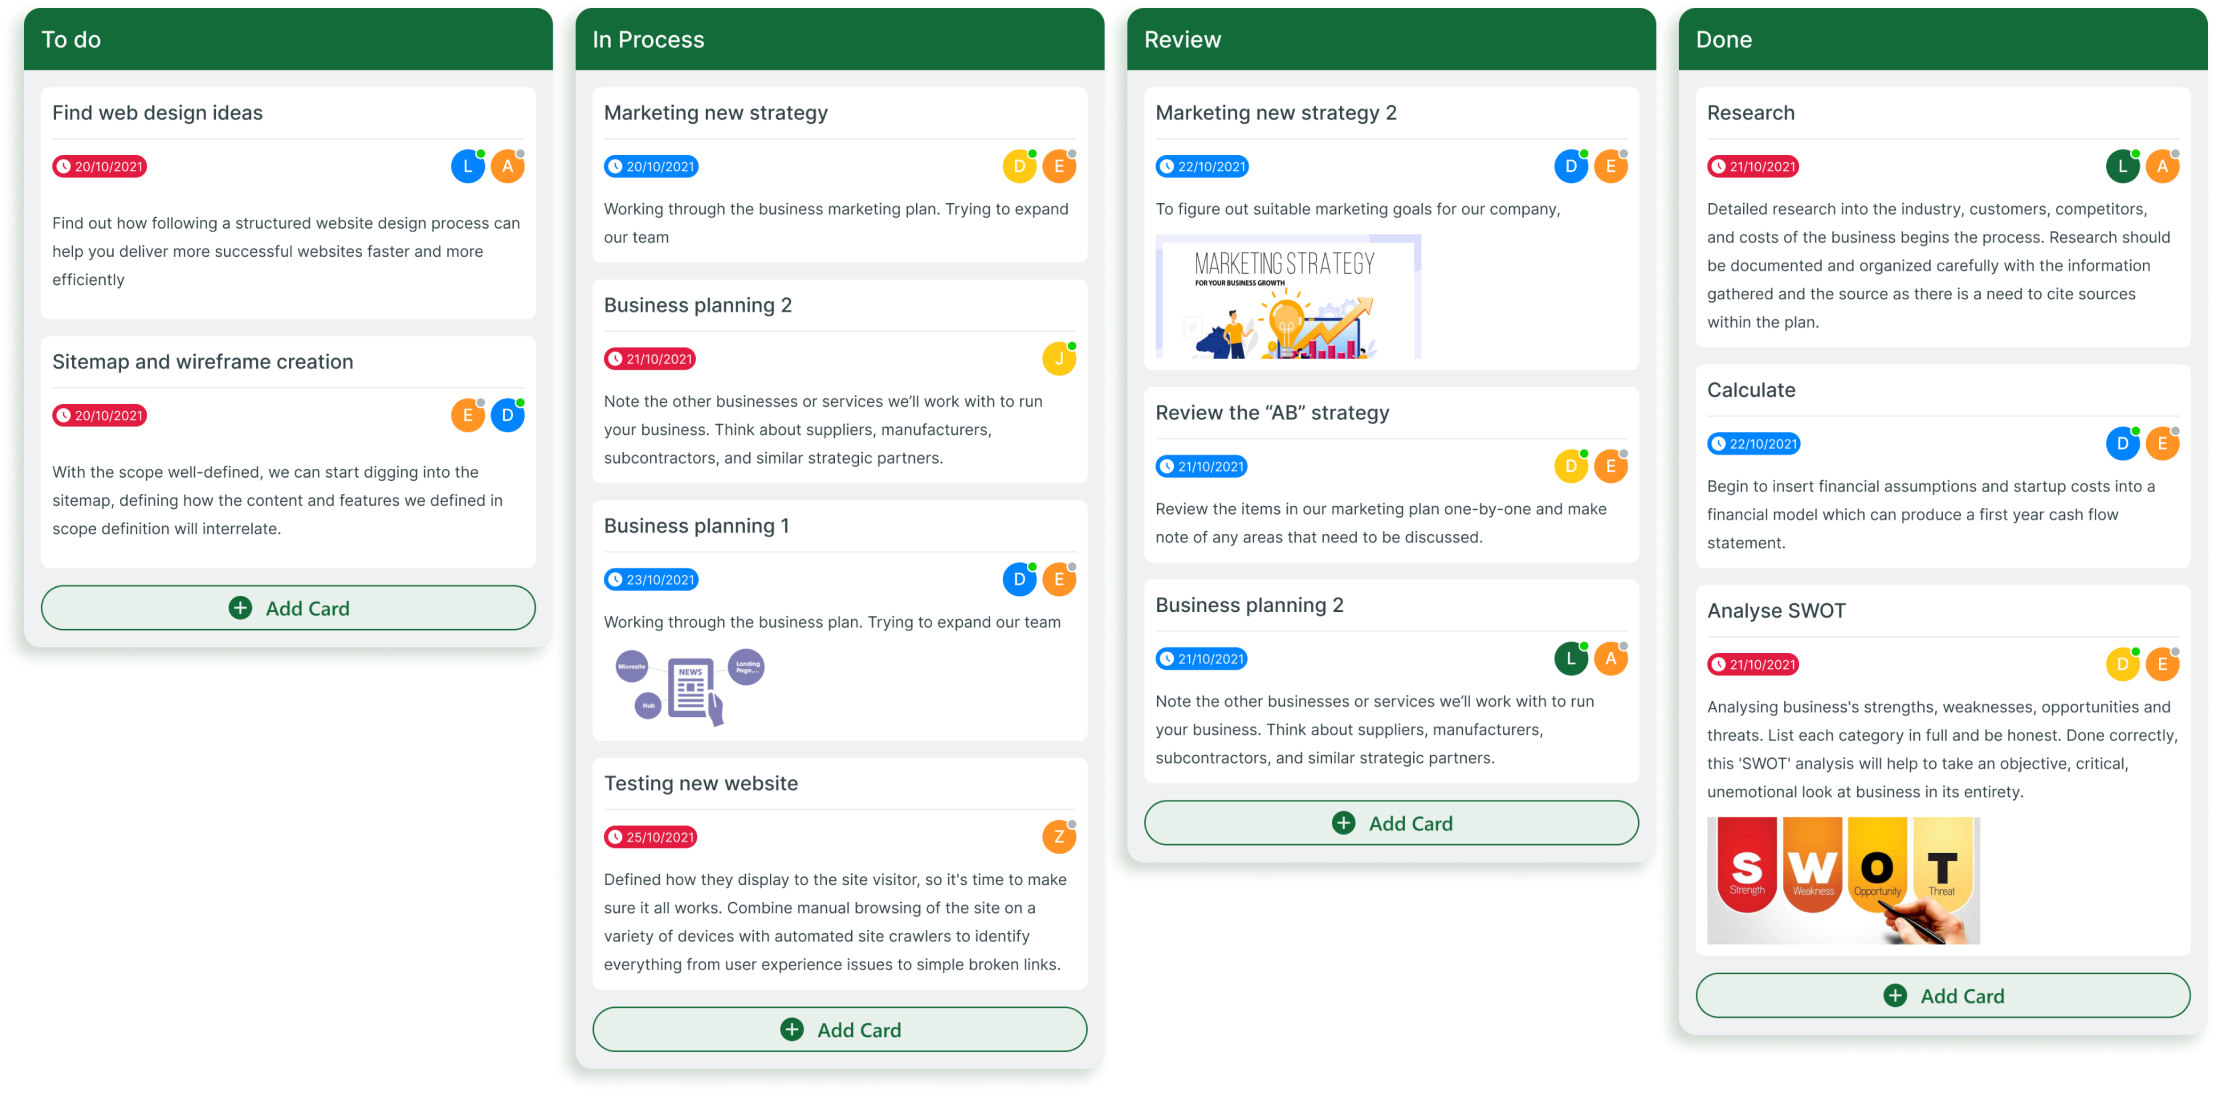 To do
Find web design ideas
20/10/2021
L
A
Find out how following a structured website design process can
help you deliver more successful websites faster and more
efficiently
Sitemap and wireframe creation
20/10/2021
E
D
With the scope well-defined, we can start digging into the
sitemap, defining how the content and features we defined in
scope definition will interrelate.
Add Card
In Process
Marketing new strategy
20/10/2021
D
E
Working through the business marketing plan. Trying to expand
our team
Business planning 2
21/10/2021
J
Note the other businesses or services we’ll work with to run
your business. Think about suppliers, manufacturers,
subcontractors, and similar strategic partners.
Business planning 1
23/10/2021
D
E
Working through the business plan. Trying to expand our team
Microsite
NEWS
Landing
Page,...
Hub
Testing new website
25/10/2021
Z
Defined how they display to the site visitor, so it's time to make
sure it all works. Combine manual browsing of the site on a
variety of devices with automated site crawlers to identify
everything from user experience issues to simple broken links.
Add Card
Review
Marketing new strategy 2
22/10/2021
D
E
To figure out suitable marketing goals for our company,
MARKETING STRATEGY
FOR YOUR BUSINESS GROWTH
Review the “AB” strategy
21/10/2021
D
E
Review the items in our marketing plan one-by-one and make
note of any areas that need to be discussed.
Business planning 2
21/10/2021
L
A
Note the other businesses or services we’ll work with to run
your business. Think about suppliers, manufacturers,
subcontractors, and similar strategic partners.
Add Card
Done
Research
21/10/2021
L
A
Detailed research into the industry, customers, competitors,
and costs of the business begins the process. Research should
be documented and organized carefully with the information
gathered and the source as there is a need to cite sources
within the plan.
Calculate
22/10/2021
D
E
Begin to insert financial assumptions and startup costs into a
financial model which can produce a first year cash flow
statement.
Analyse SWOT
21/10/2021
D
E
Analysing business's strengths, weaknesses, opportunities and
threats. List each category in full and be honest. Done correctly,
this 'SWOT' analysis will help to take an objective, critical,
unemotional look at business in its entirety.
S W O T
Strength Weakness Opportunity Threat
Add Card